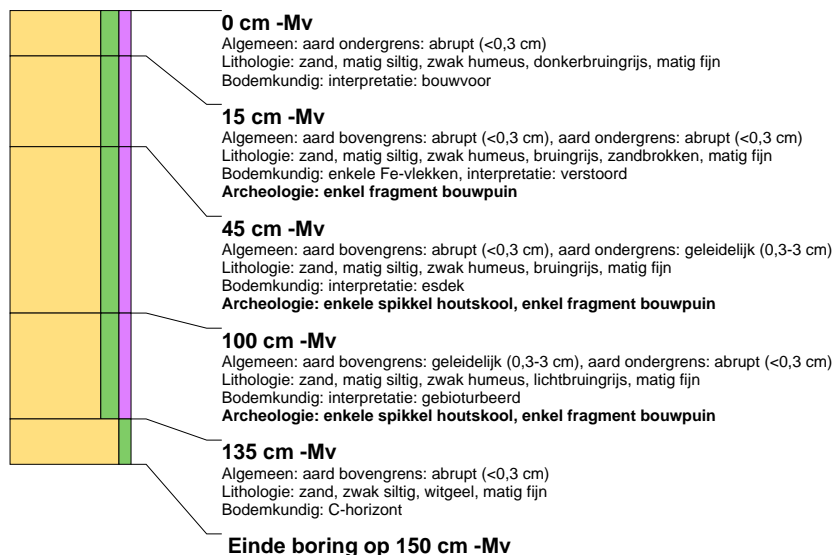 0 cm -Mv
Algemeen: aard ondergrens: abrupt (<0,3 cm)
Lithologie: zand, matig siltig, zwak humeus, donkerbruingrijs, matig fijn
Bodemkundig: interpretatie: bouwvoor
15 cm -Mv
Algemeen: aard bovengrens: abrupt (<0,3 cm), aard ondergrens: abrupt (<0,3 cm)
Lithologie: zand, matig siltig, zwak humeus, bruingrijs, zandbrokken, matig fijn
Bodemkundig: enkele Fe-vlekken, interpretatie: verstoord
Archeologie: enkel fragment bouwpuin
45 cm -Mv
Algemeen: aard bovengrens: abrupt (<0,3 cm), aard ondergrens: geleidelijk (0,3-3 cm)
Lithologie: zand, matig siltig, zwak humeus, bruingrijs, matig fijn
Bodemkundig: interpretatie: esdek
Archeologie: enkele spikkel houtskool, enkel fragment bouwpuin
100 cm -Mv
Algemeen: aard bovengrens: geleidelijk (0,3-3 cm), aard ondergrens: abrupt (<0,3 cm)
Lithologie: zand, matig siltig, zwak humeus, lichtbruingrijs, matig fijn
Bodemkundig: interpretatie: gebioturbeerd
Archeologie: enkele spikkel houtskool, enkel fragment bouwpuin
135 cm -Mv
Algemeen: aard bovengrens: abrupt (<0,3 cm)
Lithologie: zand, zwak siltig, witgeel, matig fijn
Bodemkundig: C-horizont
Einde boring op 150 cm -Mv